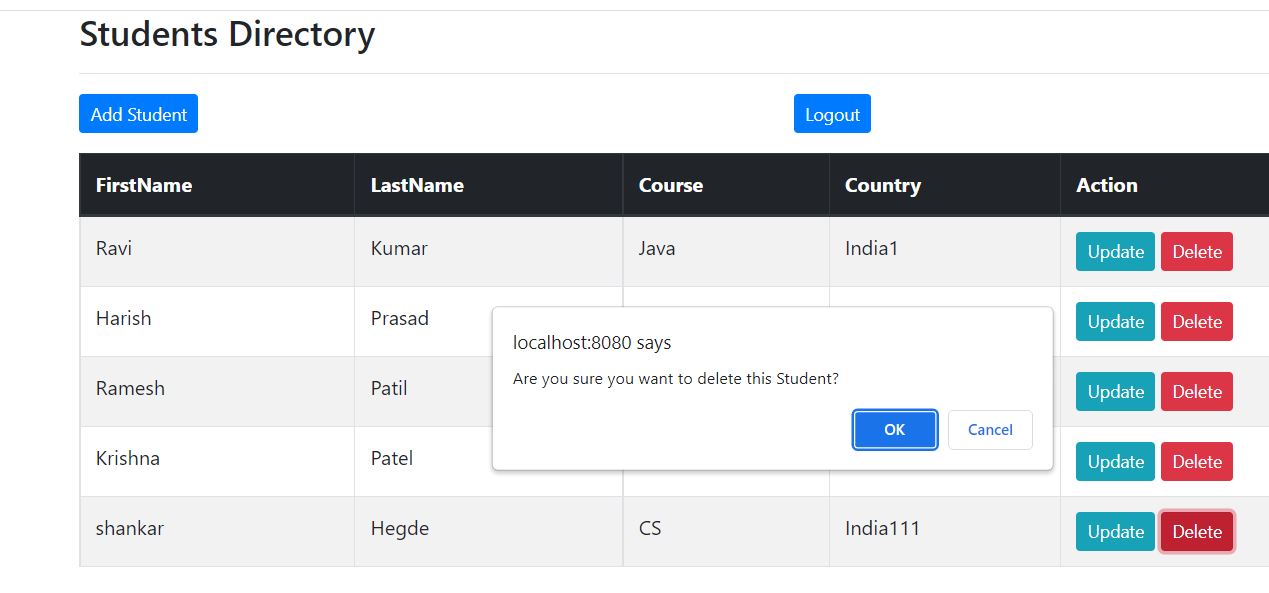 Students Directory
Add Student Logout
FirstName LastName Course Country Action
Ravi Kumar Java India1 Update Delete
Harish Prasad Update Delete
localhost:8080 says
Are you sure you want to delete this Student?
OK Cancel
Ramesh Patil Update Delete
Krishna Patel Update Delete
shankar Hegde CS India111 Update Delete